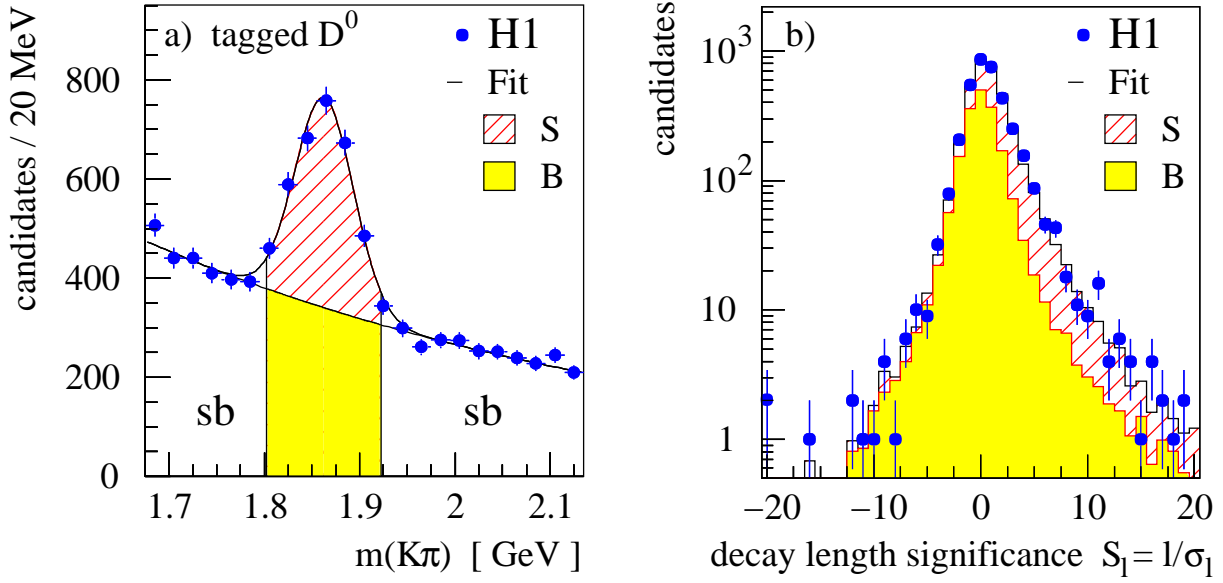 a) tagged D⁰
H1
Fit
S
B
sb
sb
candidates / 20 MeV
800
600
400
200
0
1.7 1.8 1.9 2 2.1
m(Kπ) [ GeV ]
b)
H1
Fit
S
B
candidates
10³
10²
10
1
−20 −10 0 10 20
decay length significance Sₗ = l/σₗ